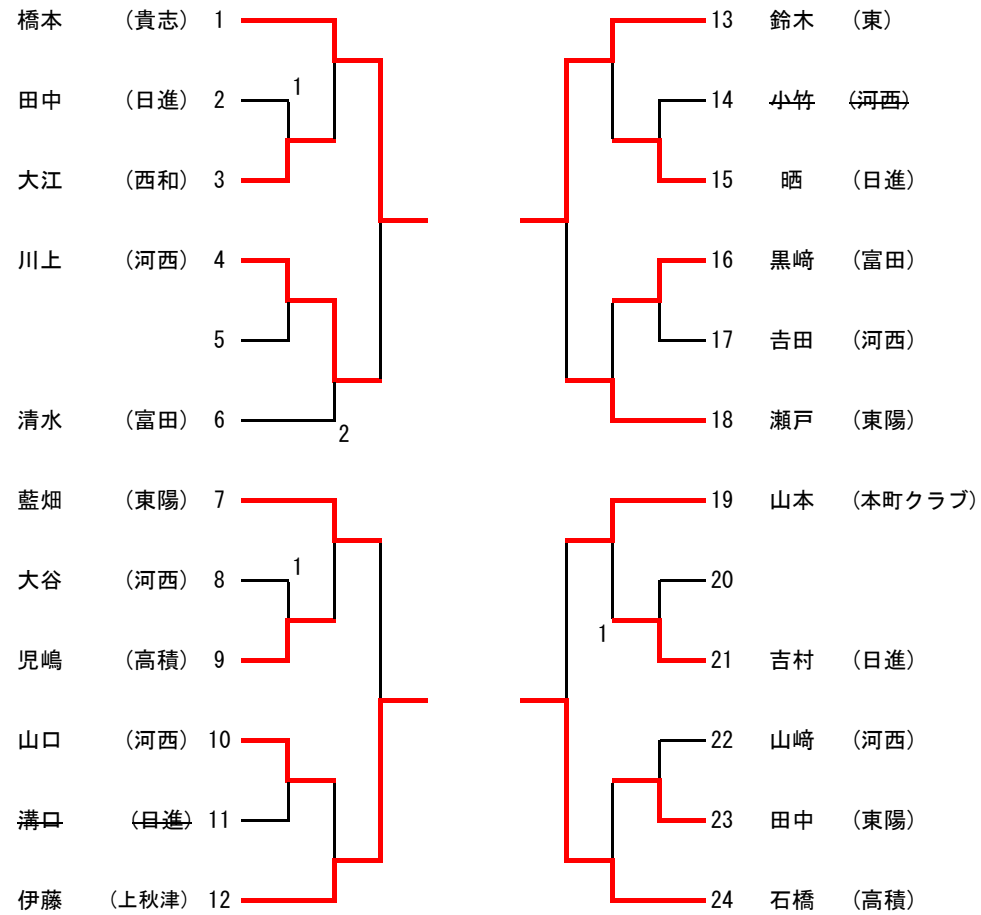 橋本 (貴志) 1
田中 (日進) 2 1
大江 (西和) 3
川上 (河西) 4
5
清水 (富田) 6 2
藍畑 (東陽) 7
大谷 (河西) 8 1
児嶋 (高積) 9
山口 (河西) 10
溝口 (日進) 11
伊藤 (上秋津) 12
13 鈴木 (東)
14 小竹 (河西)
15 晒 (日進)
16 黒﨑 (富田)
17 𠮷田 (河西)
18 瀬戸 (東陽)
19 山本 (本町クラブ)
20
1
21 吉村 (日進)
22 山﨑 (河西)
23 田中 (東陽)
24 石橋 (高積)